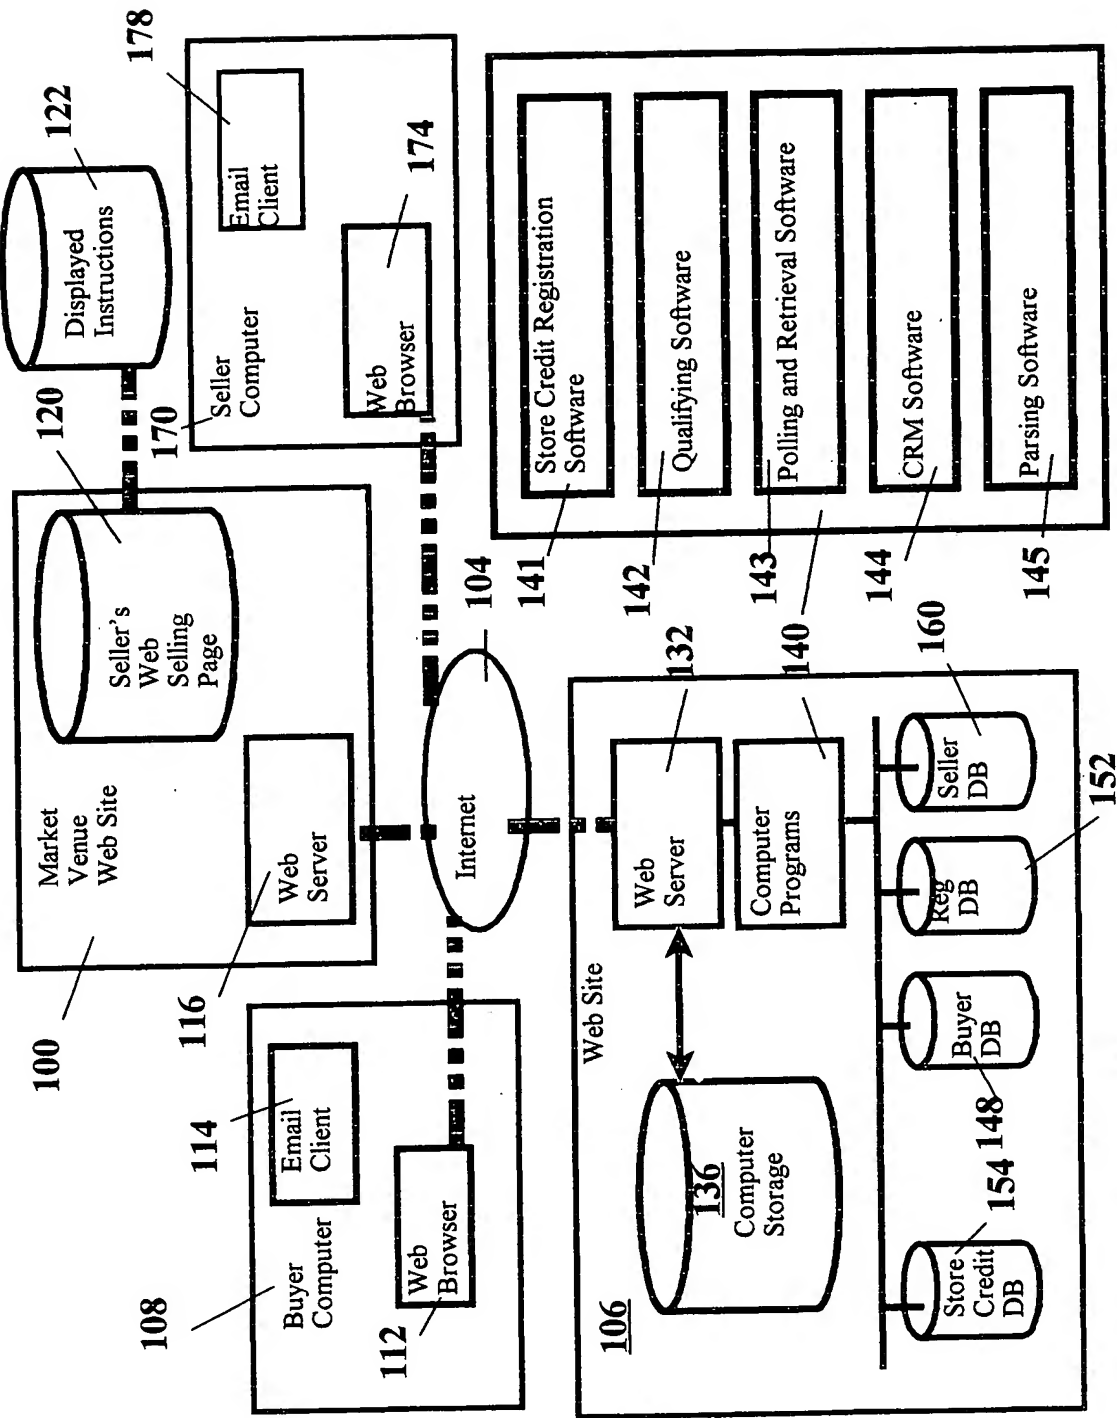 100
Market
Venue
Web Site
Seller's
Web
Selling
Page
120
Displayed
Instructions
122
116
Web
Server
108
Buyer
Computer
114
Email
Client
112
Web
Browser
Internet
104
170
Seller
Computer
Email
Client
178
Web
Browser
174
106
Web Site
136
Computer
Storage
Web
Server
132
Computer
Programs
140
Store
Credit
DB
154
Buyer
DB
148
Reg
DB
152
Seller
DB
160
Store Credit Registration
Software
141
Qualifying Software
142
Polling and Retrieval Software
143
CRM Software
144
Parsing Software
145